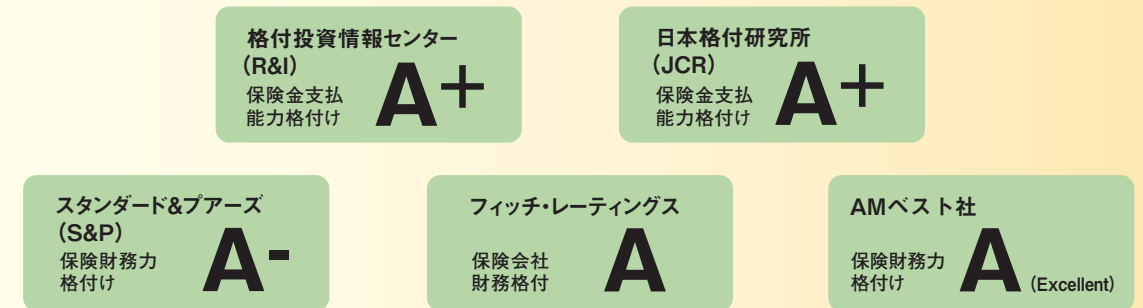 格付投資情報センター
(R&I)
保険金支払
能力格付け
A+
日本格付研究所
(JCR)
保険金支払
能力格付け
A+
スタンダード&プアーズ
(S&P)
保険財務力
格付け
A-
フィッチ・レーティングス
保険会社
財務格付
A
AMベスト社
保険財務力
格付け
A (Excellent)